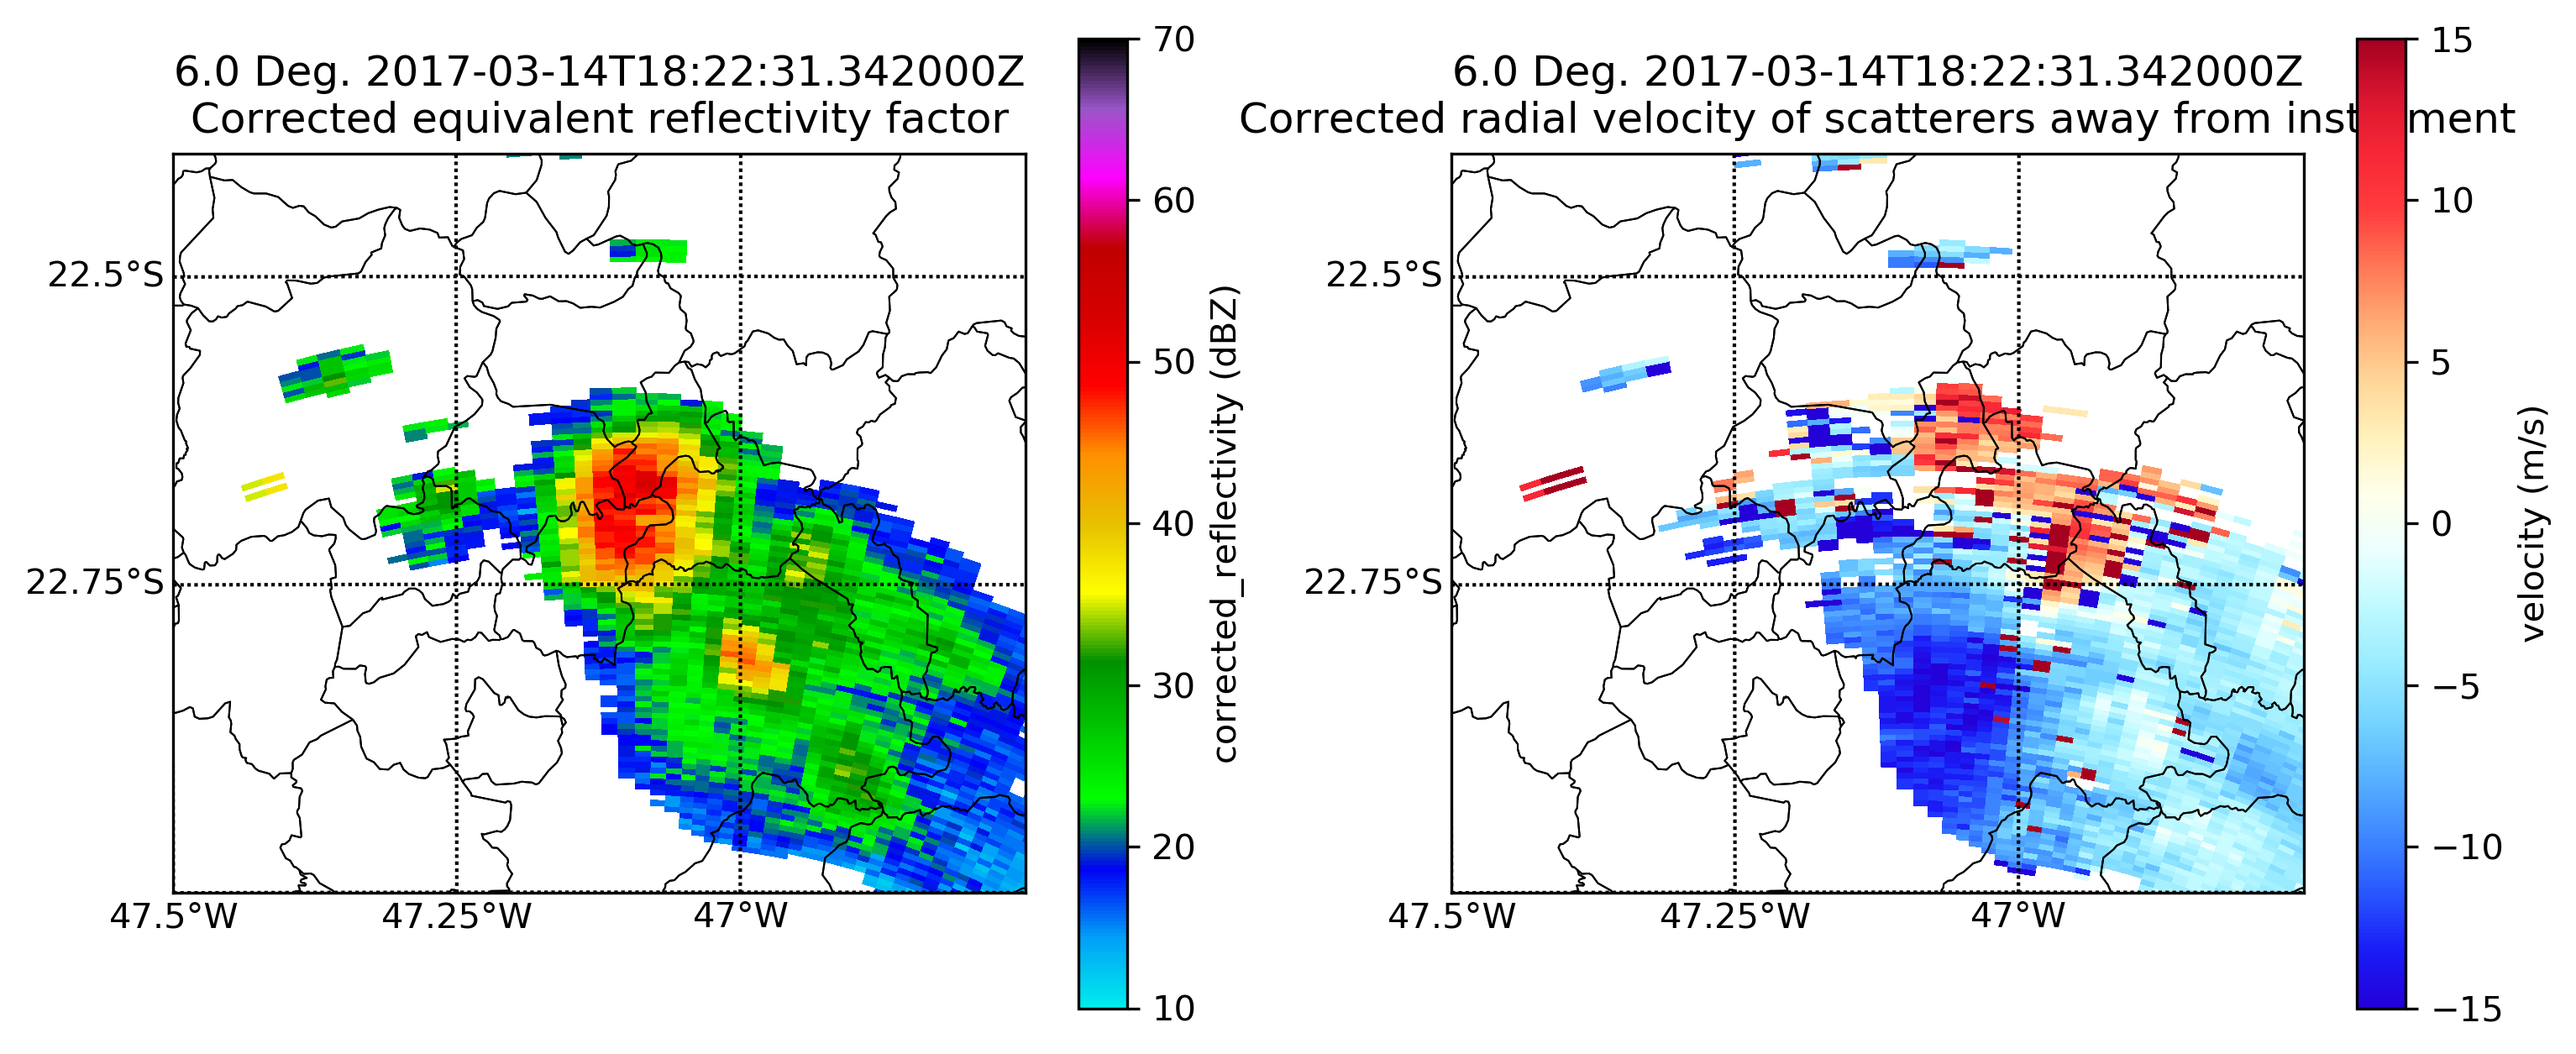 6.0 Deg. 2017-03-14T18:22:31.342000Z
Corrected equivalent reflectivity factor
22.5°S
22.75°S
47.5°W
47.25°W
47°W
70
60
50
40
30
20
10
corrected_reflectivity (dBZ)
6.0 Deg. 2017-03-14T18:22:31.342000Z
Corrected radial velocity of scatterers away from inst ment
22.5°S
22.75°S
47.5°W
47.25°W
47°W
15
10
5
0
−5
−10
−15
velocity (m/s)